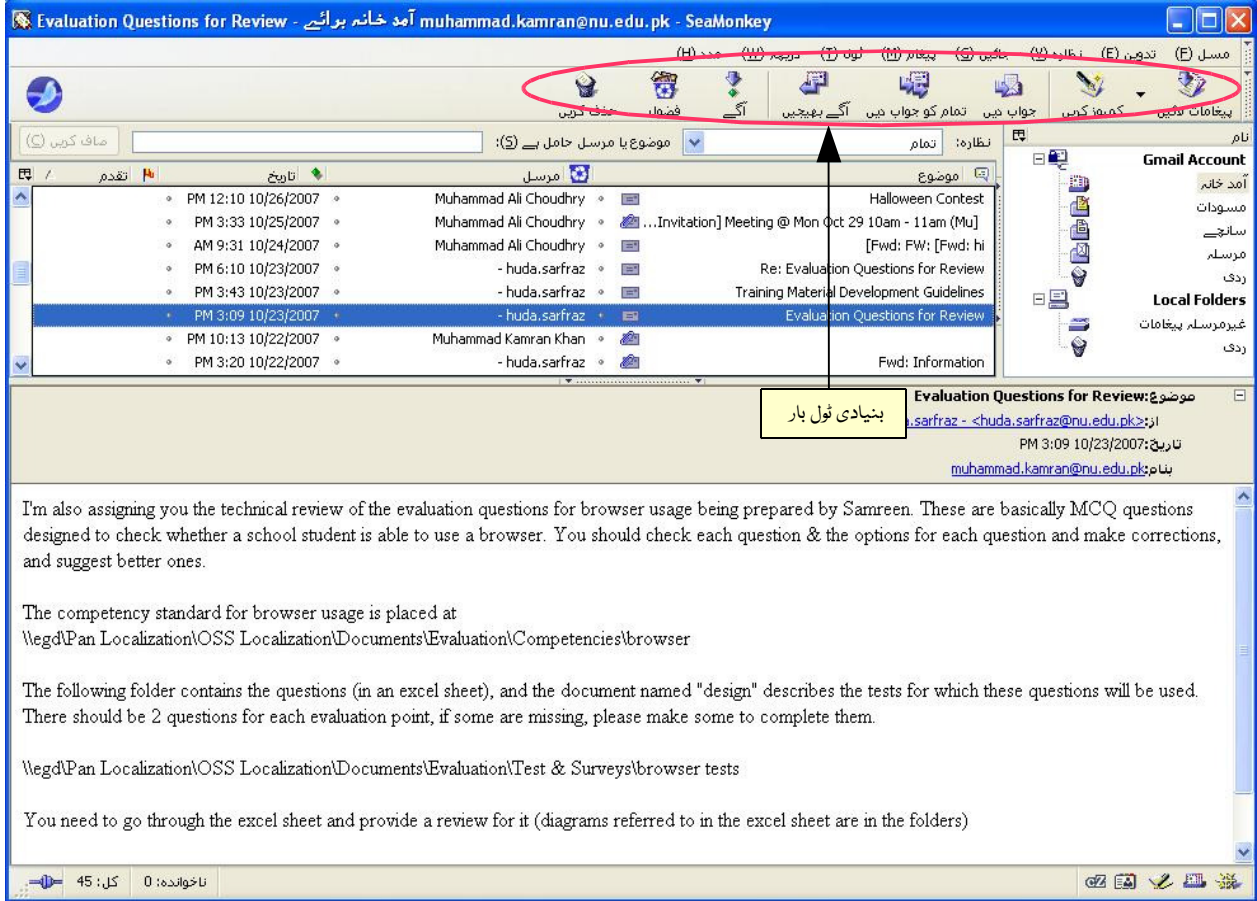 Evaluation Questions for Review - آمد خانہ برائے muhammad.kamran@nu.edu.pk - SeaMonkey
مسل (F) تدوین (E) نظارہ (V) جائیں (G) پیغام (M) ٹول (T) دریچہ (W) مدد (H)
پیغامات لائیں کمپوز کریں جواب دیں تمام کو جواب دیں آگے بھیجیں آگے فضول حذف کریں
نظارہ: تمام موضوع یا مرسل حامل ہے (S): صاف کریں (C)
نام
Gmail Account
آمد خانہ
مسودات
سانچے
مرسلہ
ردی
Local Folders
غیرمرسلہ پیغامات
ردی
موضوع مرسل تاریخ تقدم
Halloween Contest Muhammad Ali Choudhry PM 12:10 10/26/2007
...Invitation] Meeting @ Mon Oct 29 10am - 11am (Mu] Muhammad Ali Choudhry PM 3:33 10/25/2007
[Fwd: FW: [Fwd: hi Muhammad Ali Choudhry AM 9:31 10/24/2007
Re: Evaluation Questions for Review - huda.sarfraz PM 6:10 10/23/2007
Training Material Development Guidelines - huda.sarfraz PM 3:43 10/23/2007
Evaluation Questions for Review - huda.sarfraz PM 3:09 10/23/2007
Muhammad Kamran Khan PM 10:13 10/22/2007
Fwd: Information - huda.sarfraz PM 3:20 10/22/2007
بنیادی ٹول بار
موضوع:Evaluation Questions for Review
از:.sarfraz - <huda.sarfraz@nu.edu.pk>
تاریخ:PM 3:09 10/23/2007
بنام:muhammad.kamran@nu.edu.pk
I'm also assigning you the technical review of the evaluation questions for browser usage being prepared by Samreen. These are basically MCQ questions
designed to check whether a school student is able to use a browser. You should check each question & the options for each question and make corrections,
and suggest better ones.
The competency standard for browser usage is placed at
\\egd\Pan Localization\OSS Localization\Documents\Evaluation\Competencies\browser
The following folder contains the questions (in an excel sheet), and the document named "design" describes the tests for which these questions will be used.
There should be 2 questions for each evaluation point, if some are missing, please make some to complete them.
\\egd\Pan Localization\OSS Localization\Documents\Evaluation\Test & Surveys\browser tests
You need to go through the excel sheet and provide a review for it (diagrams referred to in the excel sheet are in the folders)
ناخواندہ: 0 کل: 45